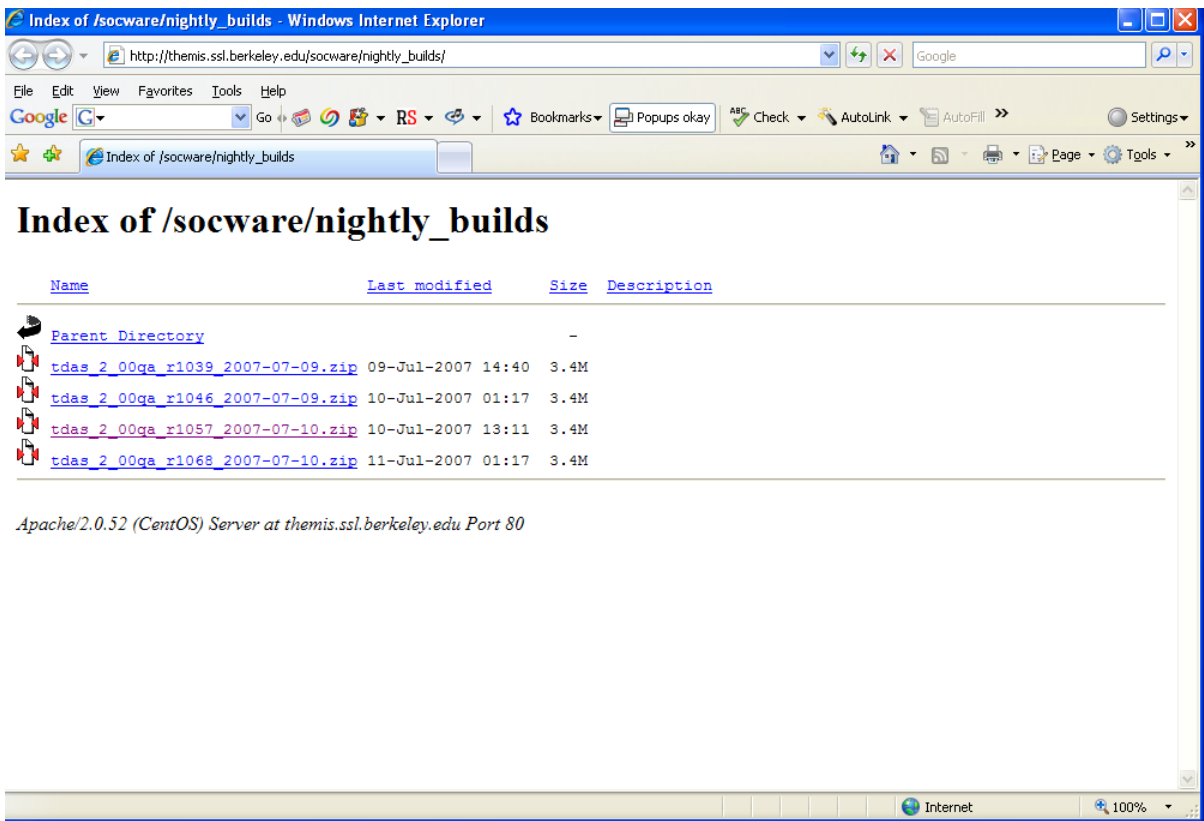 Index of /socware/nightly_builds - Windows Internet Explorer
http://themis.ssl.berkeley.edu/socware/nightly_builds/ Google
File Edit View Favorites Tools Help
Google G Go RS Bookmarks Popups okay ABC Check AutoLink AutoFill Settings
Index of /socware/nightly_builds Page Tools
Index of /socware/nightly_builds
Name Last modified Size Description
Parent Directory -
tdas_2_00qa_r1039_2007-07-09.zip 09-Jul-2007 14:40 3.4M
tdas_2_00qa_r1046_2007-07-09.zip 10-Jul-2007 01:17 3.4M
tdas_2_00qa_r1057_2007-07-10.zip 10-Jul-2007 13:11 3.4M
tdas_2_00qa_r1068_2007-07-10.zip 11-Jul-2007 01:17 3.4M
Apache/2.0.52 (CentOS) Server at themis.ssl.berkeley.edu Port 80
Internet 100%